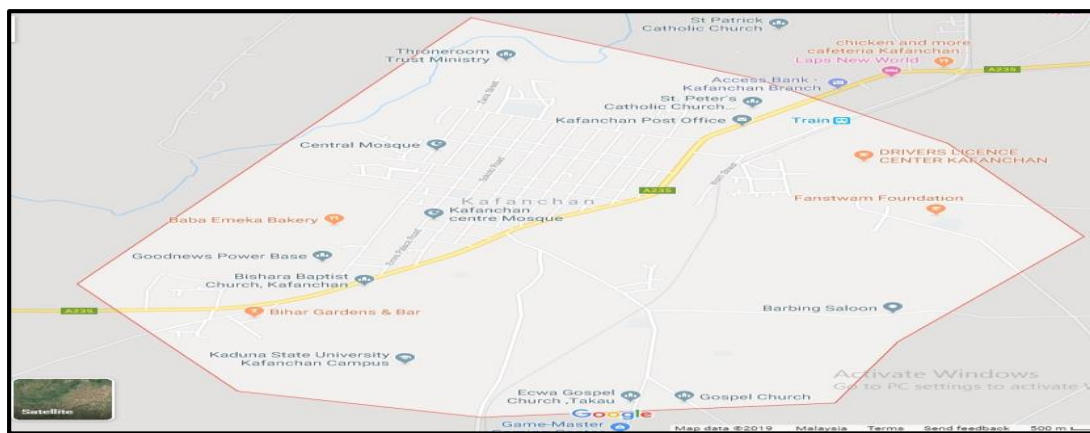 St Patrick
Catholic Church
Throneroom
Trust Ministry
chicken and more
cafeteria Kafanchan
Laps New World
A235
Access Bank -
Kafanchan Branch
St. Peter's
Catholic Church...
Kafanchan Post Office
Train
Central Mosque
DRIVERS LICENCE
CENTER KAFANCHAN
A235
Fanstwam Foundation
Kafanchan
Kafanchan
centre Mosque
Baba Emeka Bakery
Goodnews Power Base
Bishara Baptist
Church, Kafanchan
A235
Bihar Gardens & Bar
Barbing Saloon
Kaduna State University
Kafanchan Campus
Activate Windows
Go to PC settings to activate W
Ecwa Gospel
Church ,Takau
Gospel Church
Satellite
Google
Game-Master
Map data ©2019
Malaysia
Terms
Send feedback
500 m